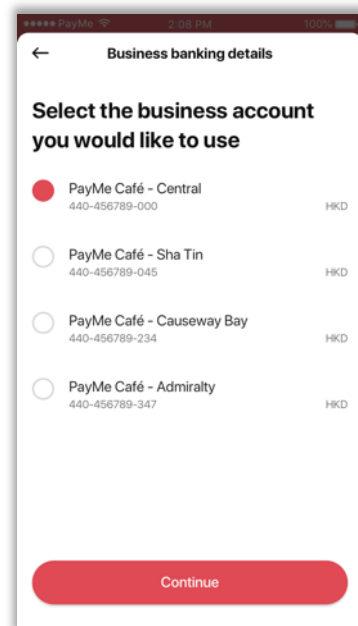 PayMe 2:08 PM 100%
Business banking details
Select the business account
you would like to use
PayMe Café - Central
440-456789-000 HKD
PayMe Café - Sha Tin
440-456789-045 HKD
PayMe Café - Causeway Bay
440-456789-234 HKD
PayMe Café - Admiralty
440-456789-347 HKD
Continue